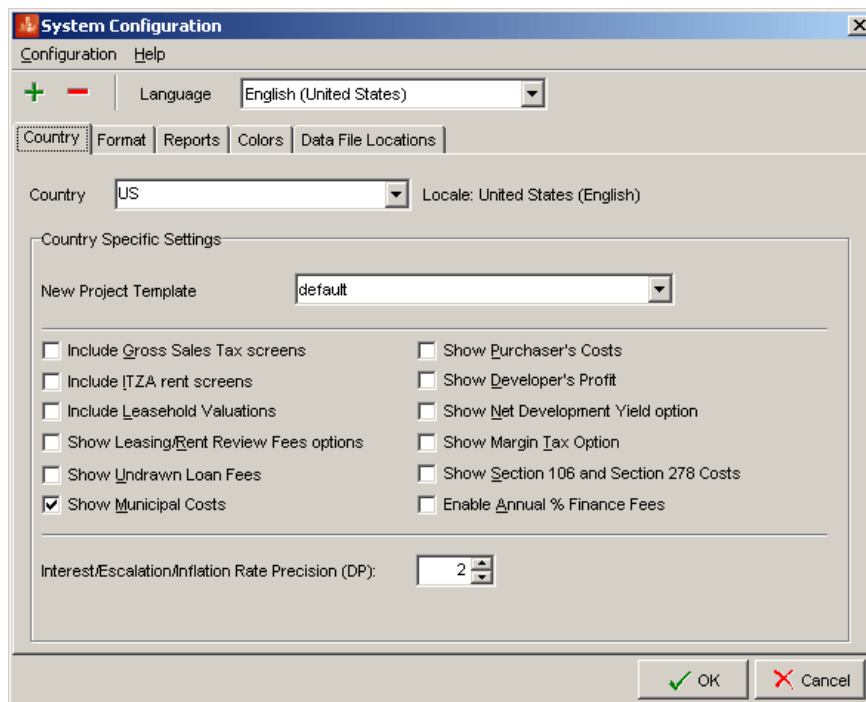 System Configuration
Configuration Help
Language English (United States)
Country Format Reports Colors Data File Locations
Country US Locale: United States (English)
Country Specific Settings
New Project Template default
Include Gross Sales Tax screens Show Purchaser's Costs
Include ITZA rent screens Show Developer's Profit
Include Leasehold Valuations Show Net Development Yield option
Show Leasing/Rent Review Fees options Show Margin Tax Option
Show Undrawn Loan Fees Show Section 106 and Section 278 Costs
Show Municipal Costs Enable Annual % Finance Fees
Interest/Escalation/Inflation Rate Precision (DP): 2
OK Cancel